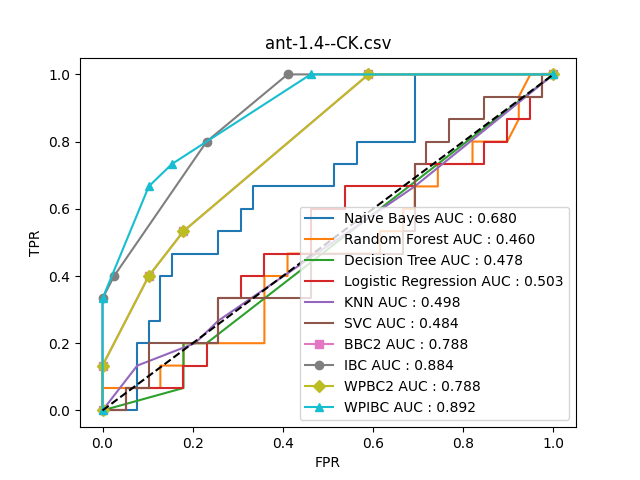 ant-1.4--CK.csv
1.0
0.8
0.6
0.4
0.2
0.0
TPR
0.0 0.2 0.4 0.6 0.8 1.0
FPR
Naive Bayes AUC : 0.680
Random Forest AUC : 0.460
Decision Tree AUC : 0.478
Logistic Regression AUC : 0.503
KNN AUC : 0.498
SVC AUC : 0.484
BBC2 AUC : 0.788
IBC AUC : 0.884
WPBC2 AUC : 0.788
WPIBC AUC : 0.892